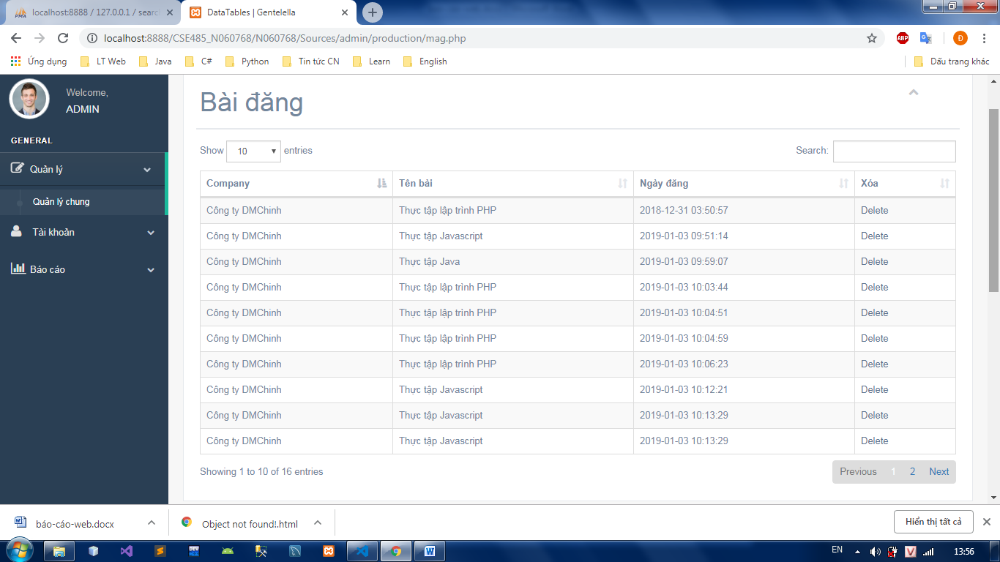 localhost:8888 / 127.0.0.1 / sear
DataTables | Gentelella
localhost:8888/CSE485_N060768/N060768/Sources/admin/production/mag.php
ABP
Đ
Ứng dụng LT Web Java C# Python Tin tức CN Learn English Dấu trang khác
Welcome,
ADMIN
GENERAL
Quản lý
Quản lý chung
Tài khoản
Báo cáo
Bài đăng
Show 10 entries
Search:
Company Tên bài Ngày đăng Xóa
Công ty DMChinh Thực tập lập trình PHP 2018-12-31 03:50:57 Delete
Công ty DMChinh Thực tập Javascript 2019-01-03 09:51:14 Delete
Công ty DMChinh Thực tập Java 2019-01-03 09:59:07 Delete
Công ty DMChinh Thực tập lập trình PHP 2019-01-03 10:03:44 Delete
Công ty DMChinh Thực tập lập trình PHP 2019-01-03 10:04:51 Delete
Công ty DMChinh Thực tập lập trình PHP 2019-01-03 10:04:59 Delete
Công ty DMChinh Thực tập lập trình PHP 2019-01-03 10:06:23 Delete
Công ty DMChinh Thực tập Javascript 2019-01-03 10:12:21 Delete
Công ty DMChinh Thực tập Javascript 2019-01-03 10:13:29 Delete
Công ty DMChinh Thực tập Javascript 2019-01-03 10:13:29 Delete
Showing 1 to 10 of 16 entries
Previous 1 2 Next
báo-cáo-web.docx
Object not found!.html
Hiển thị tất cả
EN
V
13:56